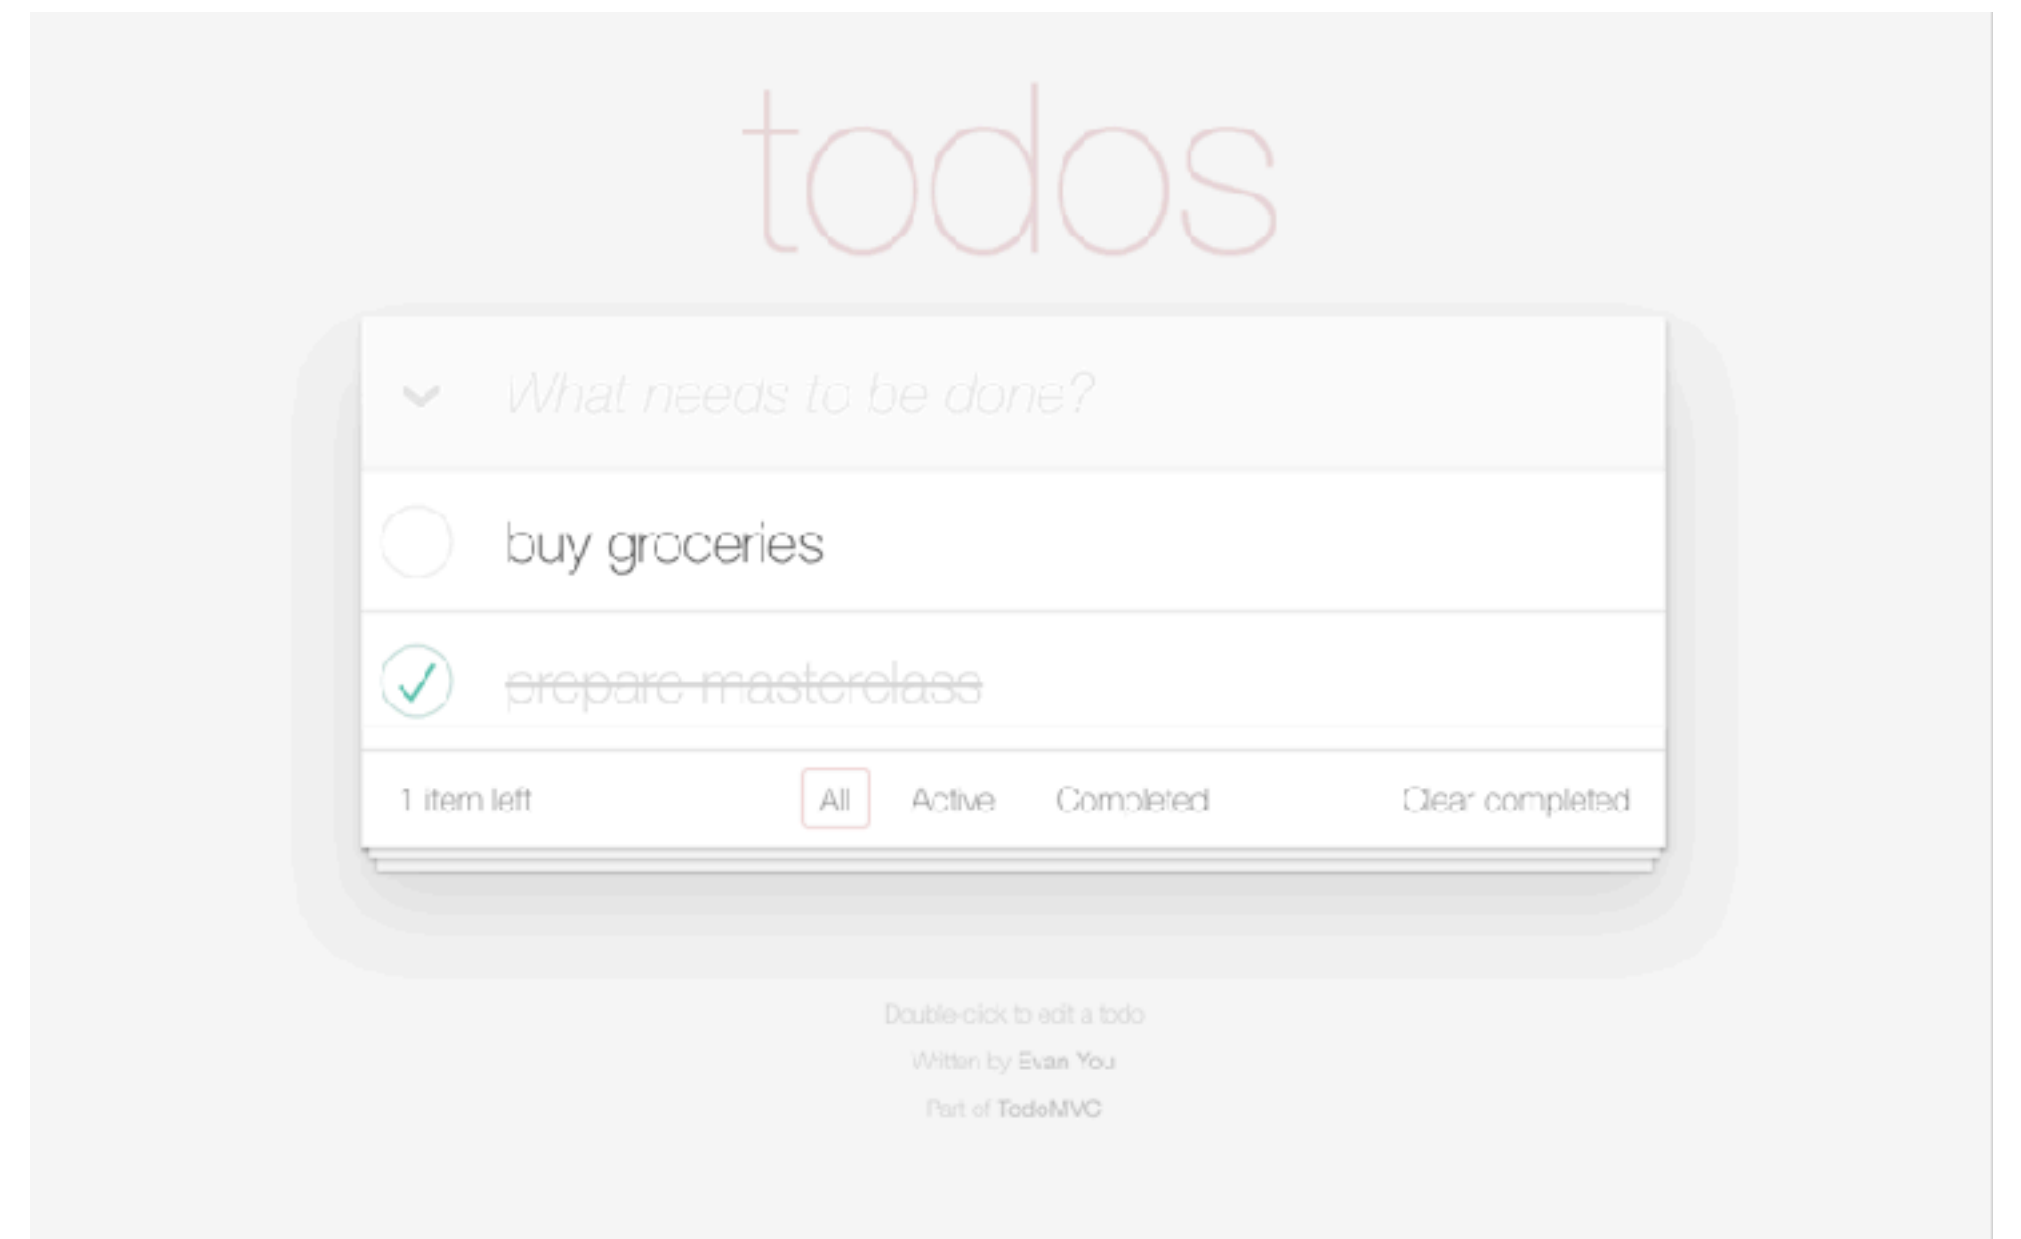 todos
What needs to be done?
buy groceries
prepare masterclass
1 item left All Active Completed Clear completed
Double-click to edit a todo
Written by Evan You
Part of TodoMVC